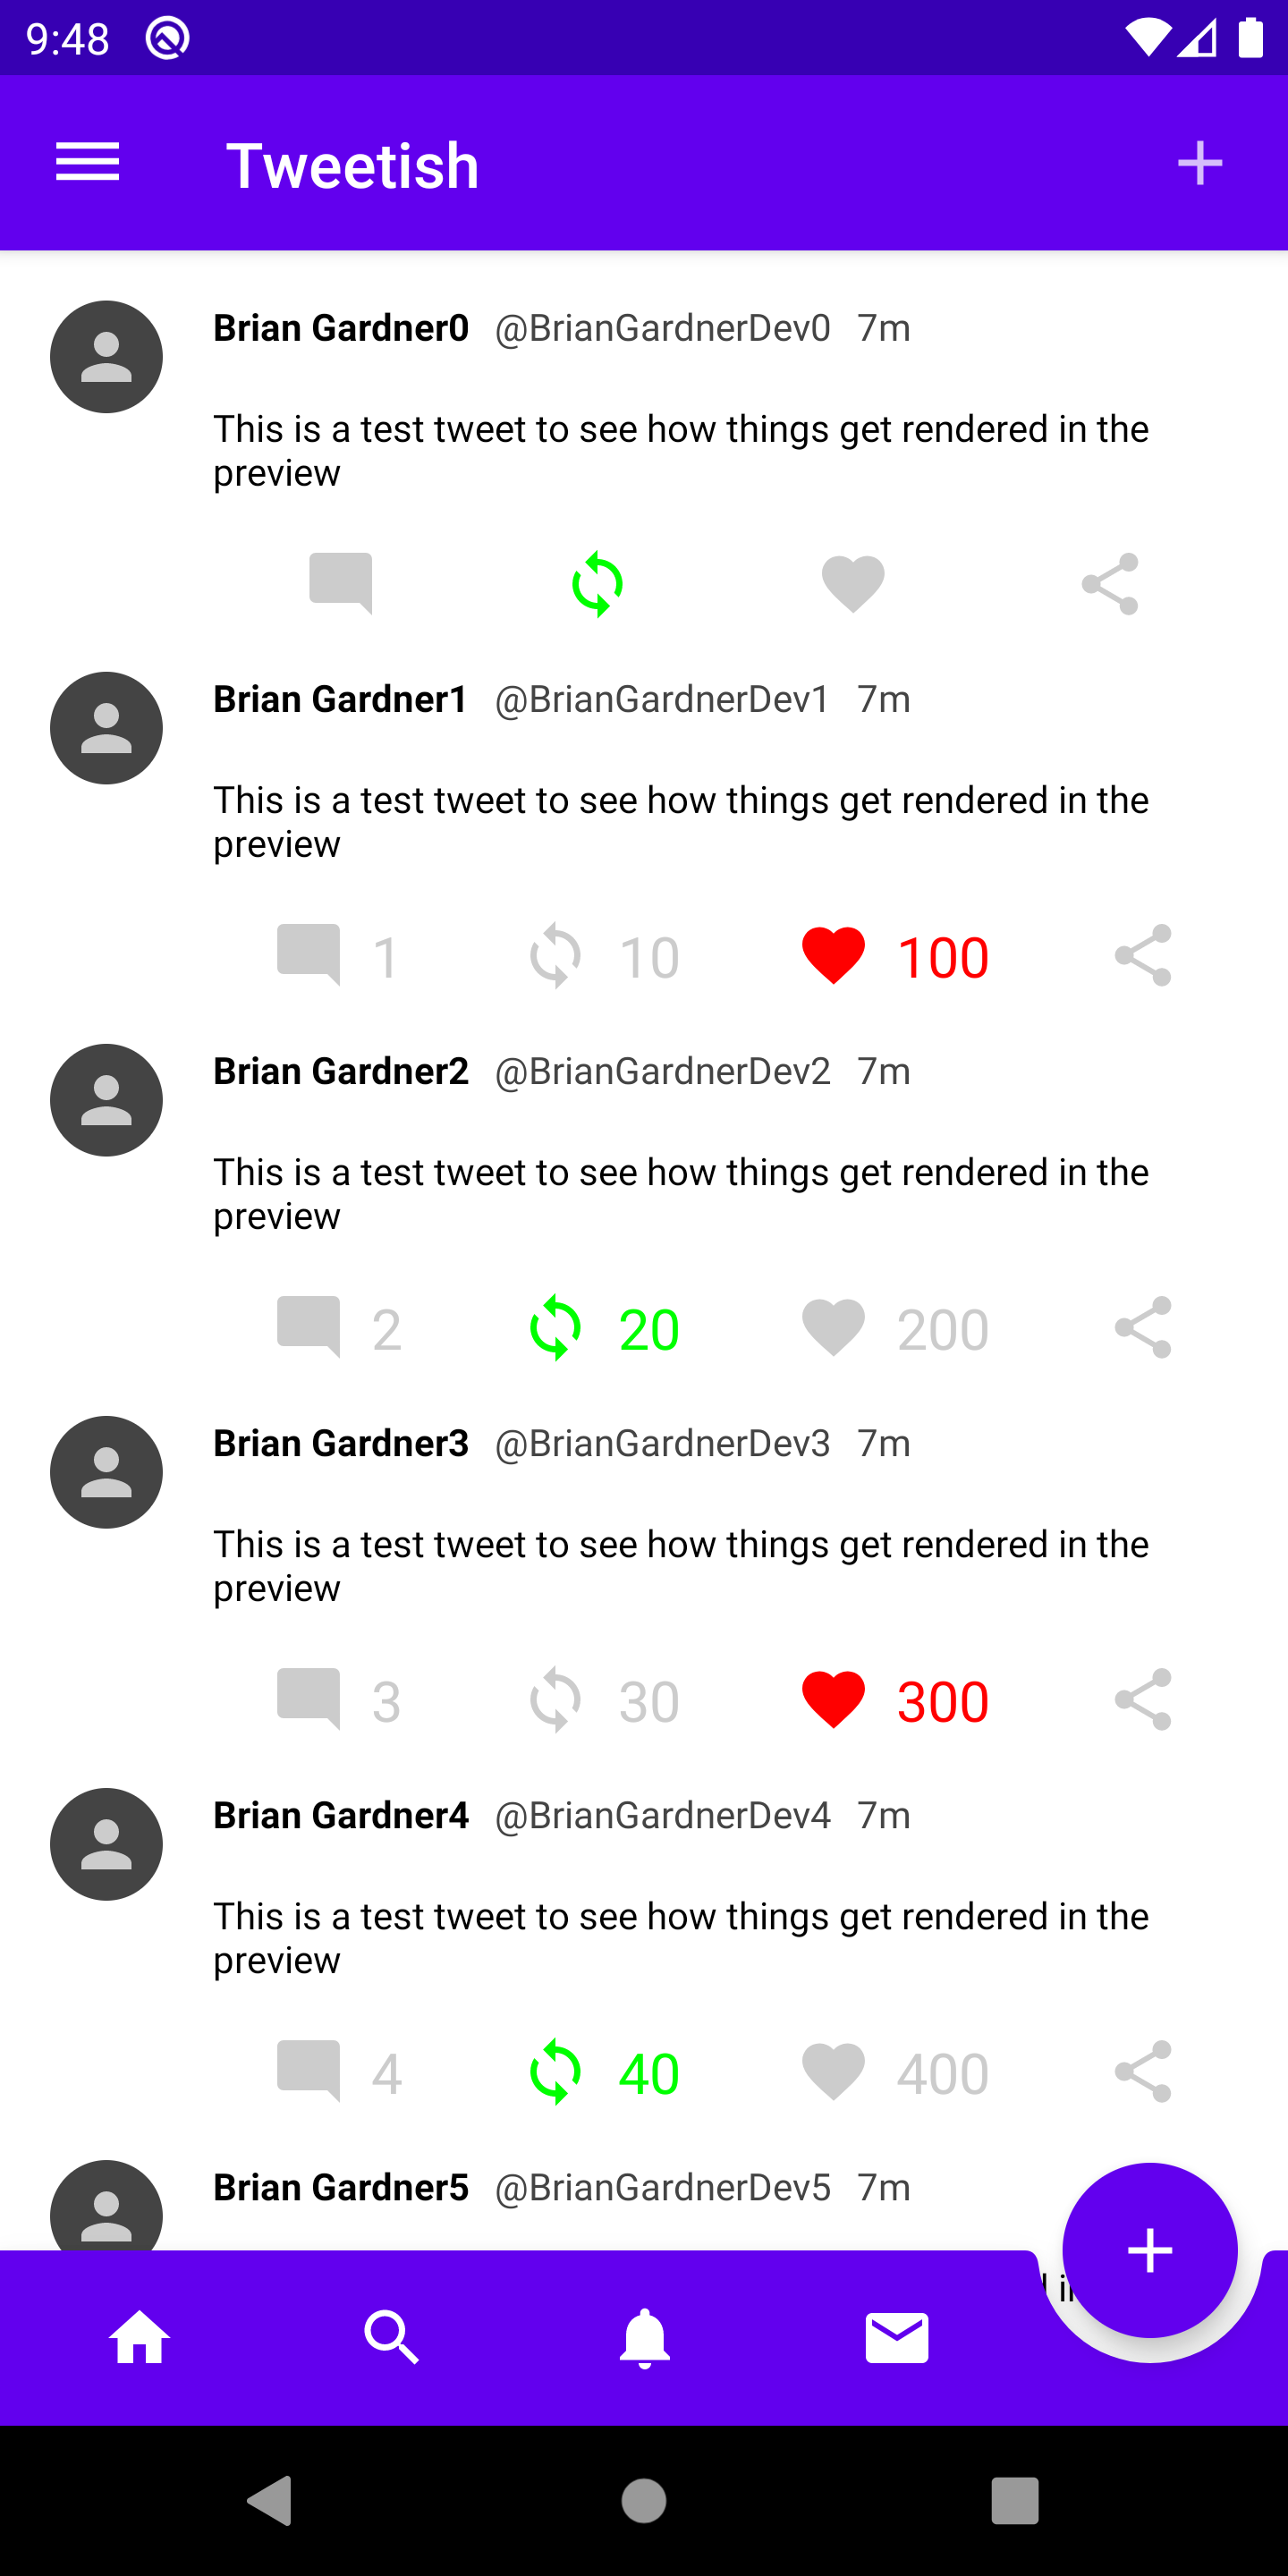 9:48
Tweetish
Brian Gardner0 @BrianGardnerDev0 7m
This is a test tweet to see how things get rendered in the
preview
Brian Gardner1 @BrianGardnerDev1 7m
This is a test tweet to see how things get rendered in the
preview
1 10 100
Brian Gardner2 @BrianGardnerDev2 7m
This is a test tweet to see how things get rendered in the
preview
2 20 200
Brian Gardner3 @BrianGardnerDev3 7m
This is a test tweet to see how things get rendered in the
preview
3 30 300
Brian Gardner4 @BrianGardnerDev4 7m
This is a test tweet to see how things get rendered in the
preview
4 40 400
Brian Gardner5 @BrianGardnerDev5 7m